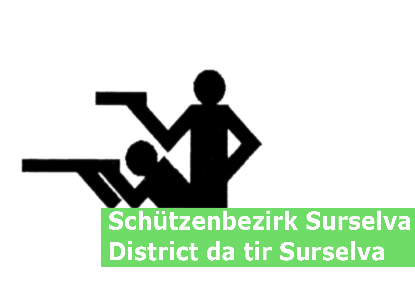 Schützenbezirk Surselva
District da tir Surselva